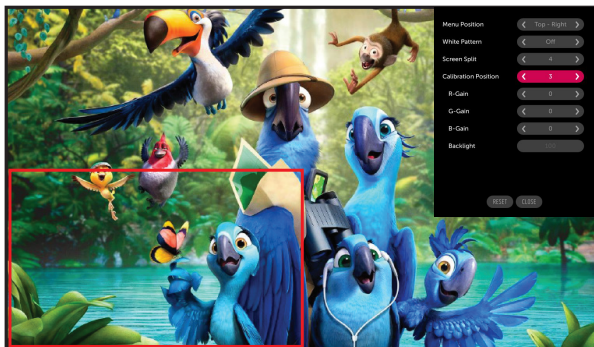 Menu Position < Top - Right >
White Pattern < Off >
Screen Split < 4 >
Calibration Position < 3 >
R-Gain < 0 >
G-Gain < 0 >
B-Gain < 0 >
Backlight
RESET CLOSE